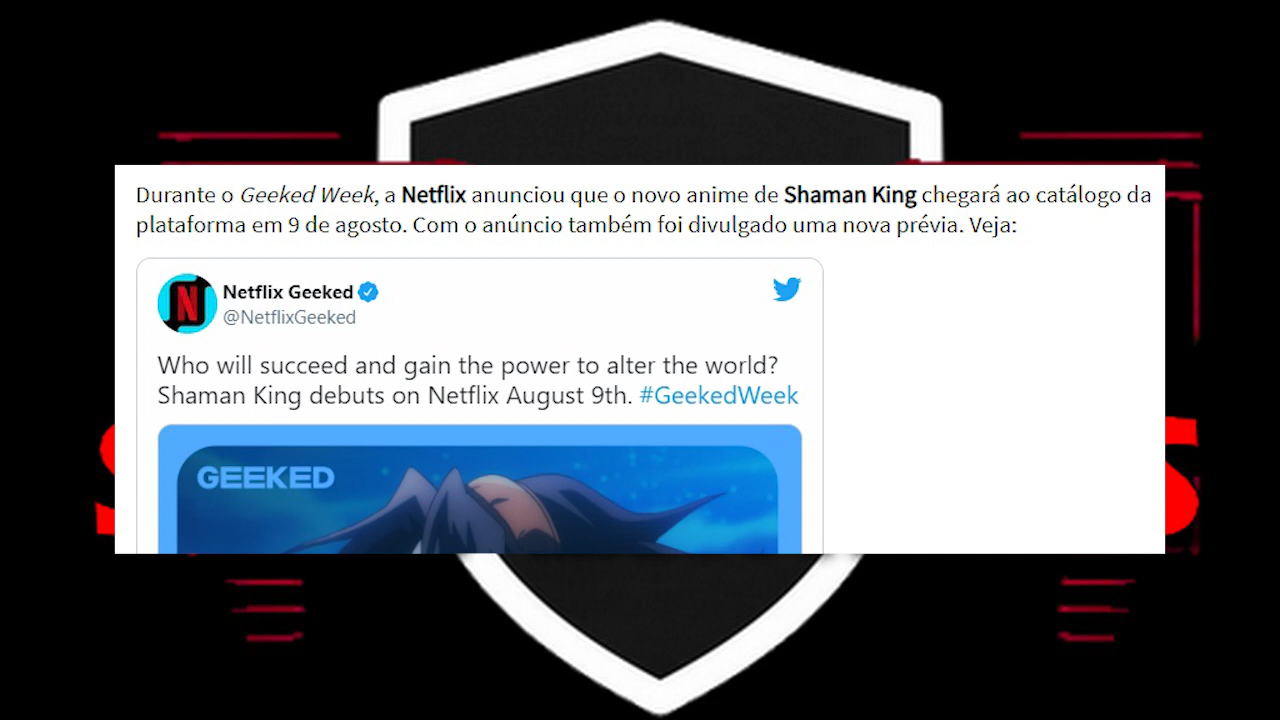 Durante o Geeked Week, a Netflix anunciou que o novo anime de Shaman King chegará ao catálogo da
plataforma em 9 de agosto. Com o anúncio também foi divulgado uma nova prévia. Veja:
Netflix Geeked
@NetflixGeeked
Who will succeed and gain the power to alter the world?
Shaman King debuts on Netflix August 9th. #GeekedWeek
GEEKED